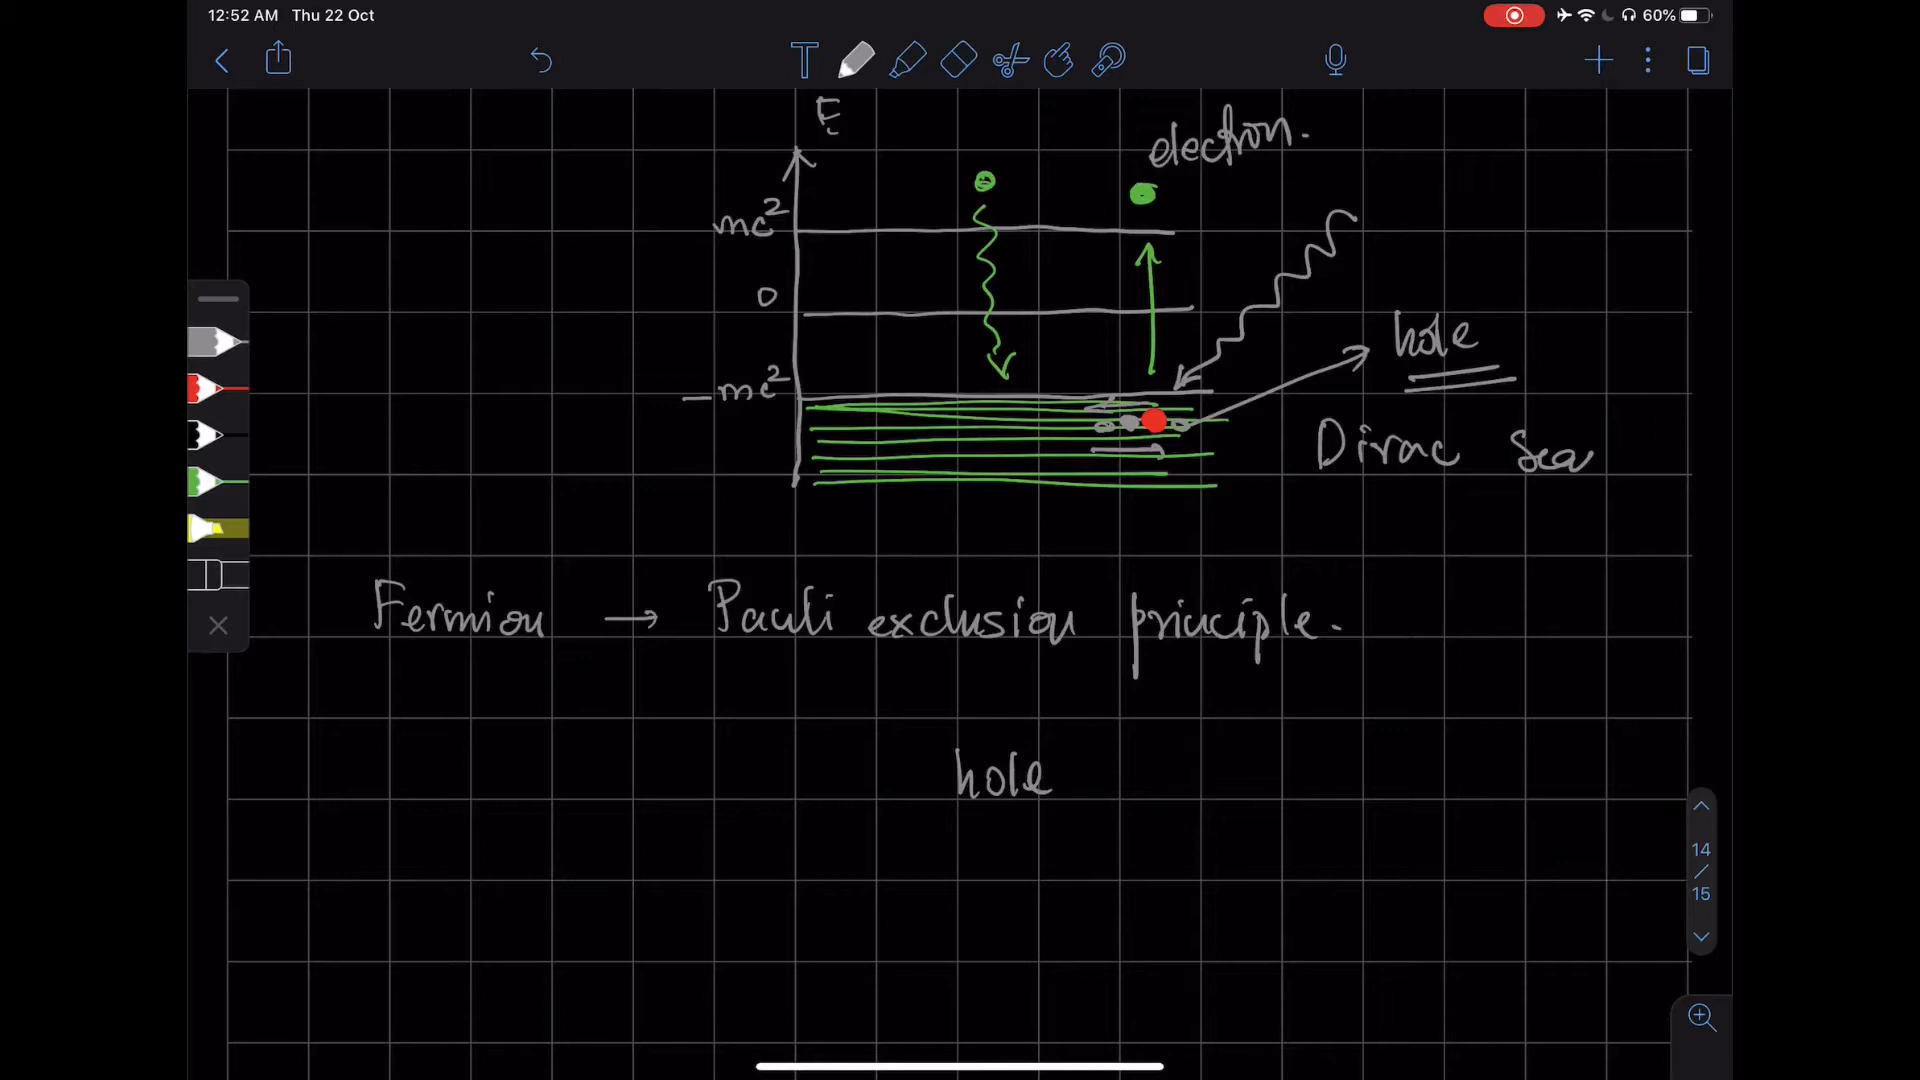 12:52 AM Thu 22 Oct
60%
T
E
electron.
mc²
0
hole
-mc²
Dirac Sea
Fermion → Pauli exclusion principle.
hole
14
/
15